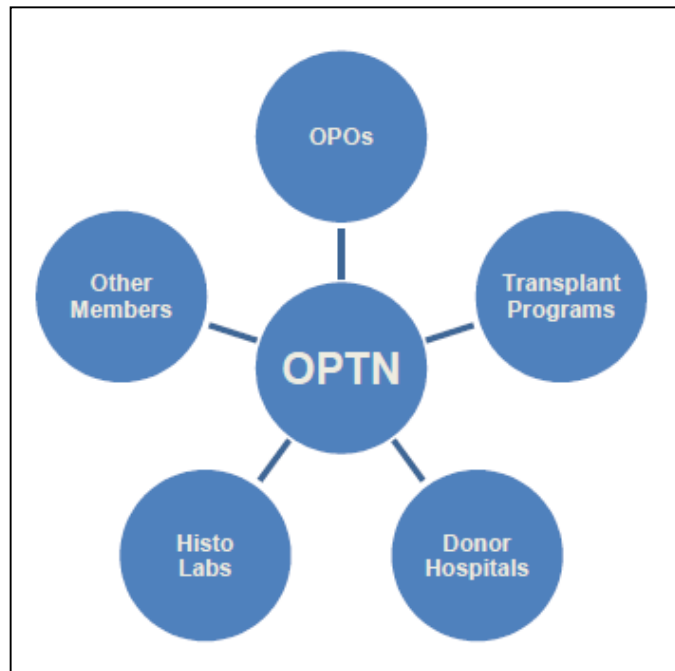 OPOs
Other
Members
Transplant
Programs
OPTN
Histo
Labs
Donor
Hospitals